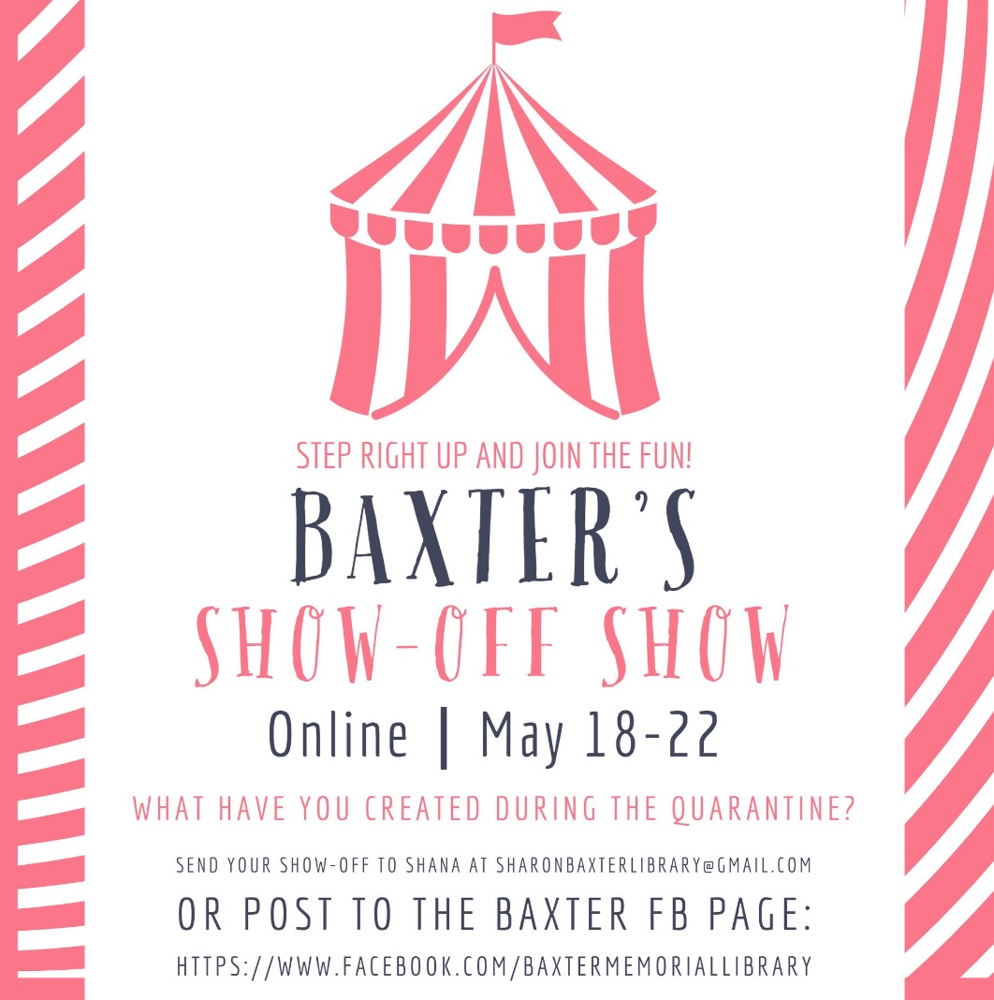 STEP RIGHT UP AND JOIN THE FUN!
BAXTER'S
SHOW-OFF SHOW
Online | May 18-22
WHAT HAVE YOU CREATED DURING THE QUARANTINE?
SEND YOUR SHOW-OFF TO SHANA AT SHARONBAXTERLIBRARY@GMAIL.COM
OR POST TO THE BAXTER FB PAGE:
HTTPS://WWW.FACEBOOK.COM/BAXTERMEMORIALLIBRARY